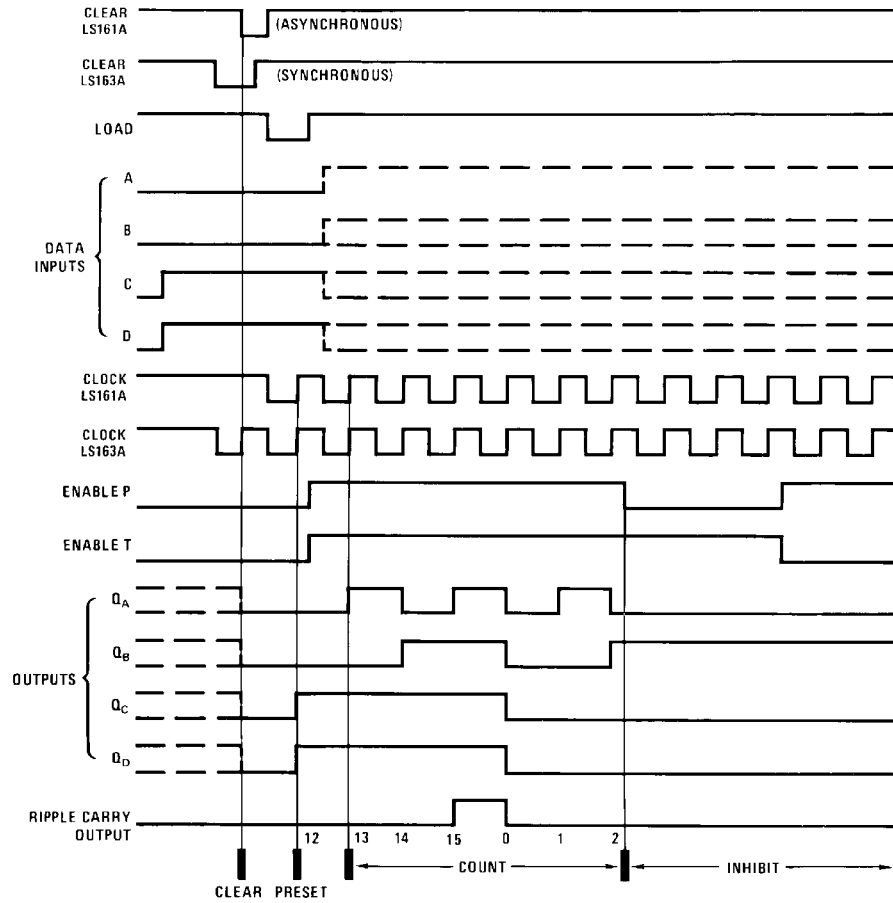 CLEAR
LS161A
(ASYNCHRONOUS)
CLEAR
LS163A
(SYNCHRONOUS)
LOAD
DATA
INPUTS
A
B
C
D
CLOCK
LS161A
CLOCK
LS163A
ENABLE P
ENABLE T
OUTPUTS
QA
QB
QC
QD
RIPPLE CARRY
OUTPUT
12 13 14 15 0 1 2
COUNT
INHIBIT
CLEAR PRESET